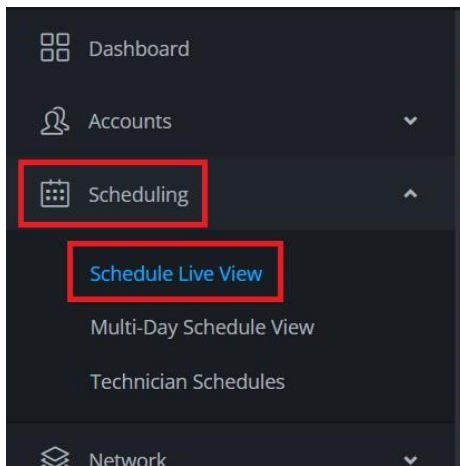 Dashboard
Accounts
Scheduling
Schedule Live View
Multi-Day Schedule View
Technician Schedules
Network